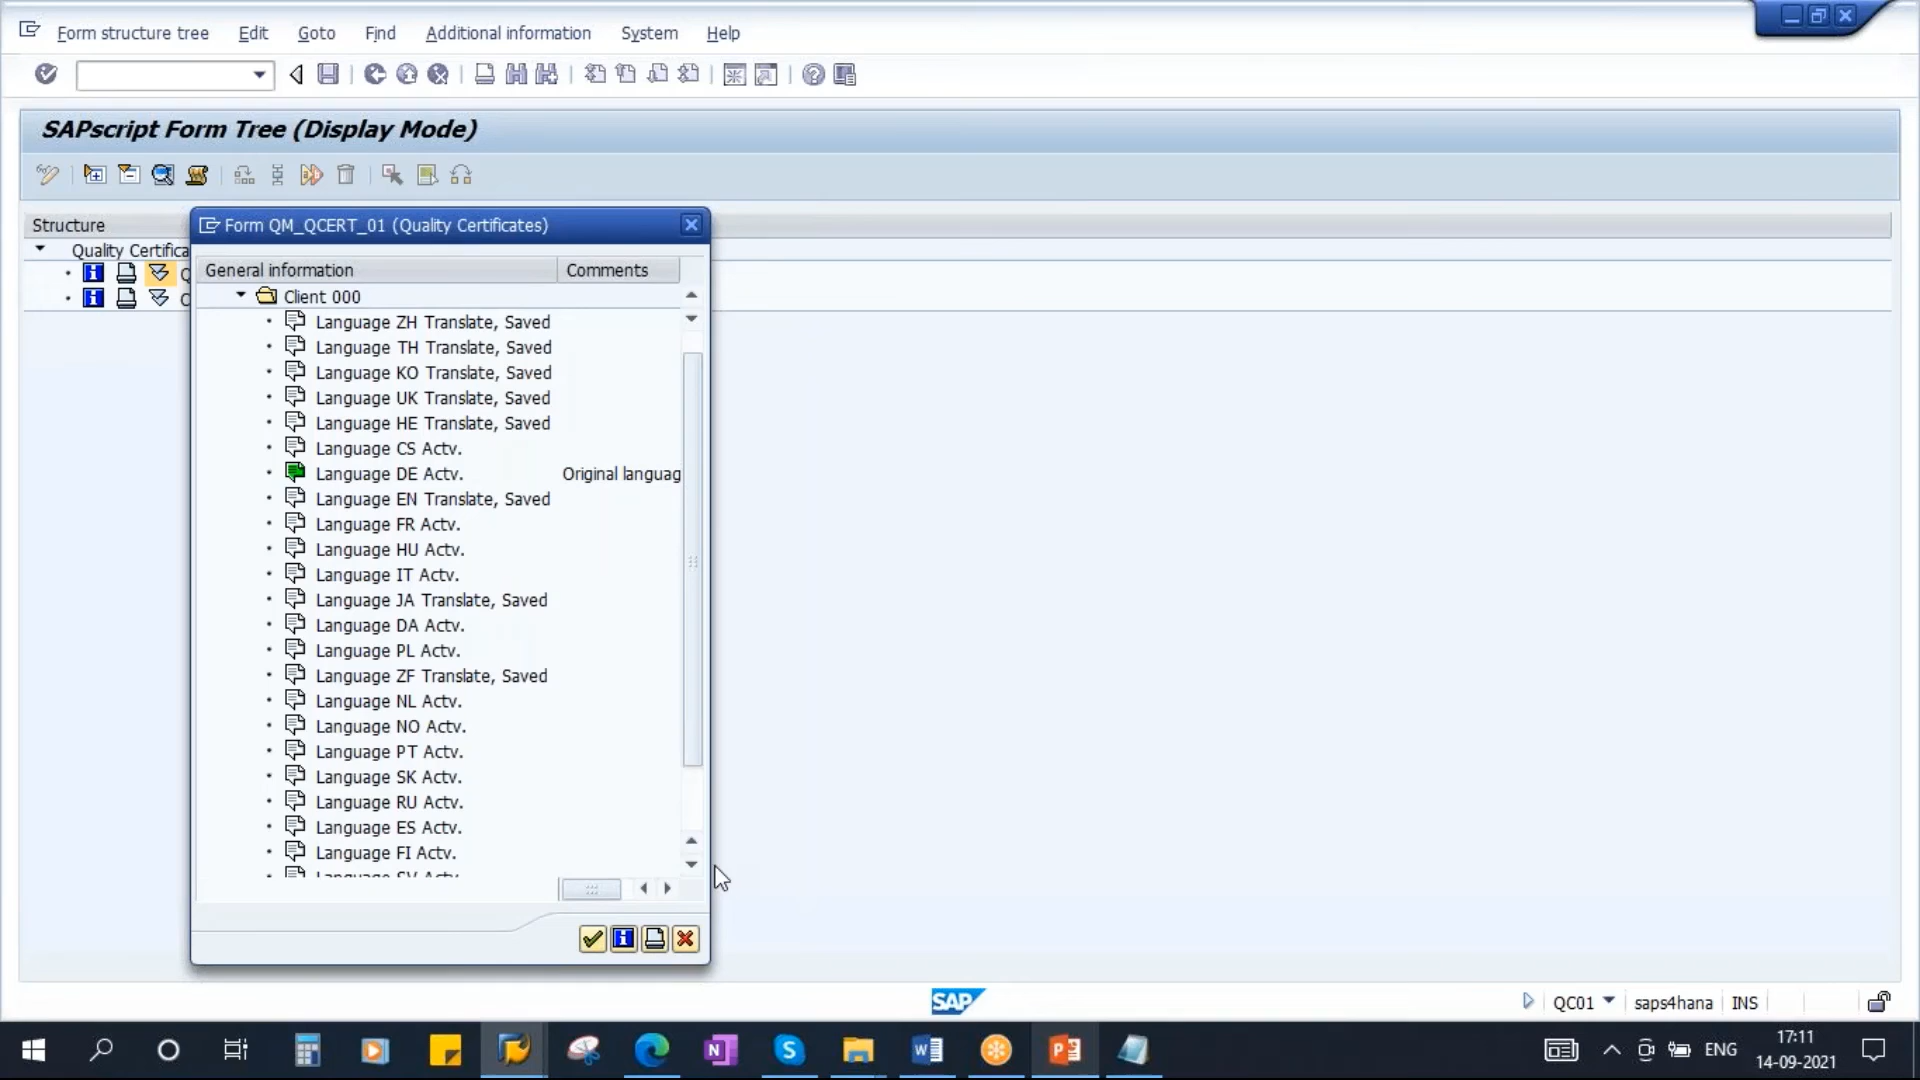 Form structure tree Edit Goto Find Additional information System Help
SAPscript Form Tree (Display Mode)
Structure
Quality Certifica
Form QM_QCERT_01 (Quality Certificates)
General information Comments
Client 000
Language ZH Translate, Saved
Language TH Translate, Saved
Language KO Translate, Saved
Language UK Translate, Saved
Language HE Translate, Saved
Language CS Actv.
Language DE Actv. Original languag
Language EN Translate, Saved
Language FR Actv.
Language HU Actv.
Language IT Actv.
Language JA Translate, Saved
Language DA Actv.
Language PL Actv.
Language ZF Translate, Saved
Language NL Actv.
Language NO Actv.
Language PT Actv.
Language SK Actv.
Language RU Actv.
Language ES Actv.
Language FI Actv.
Language SV Actv.
SAP
QC01 saps4hana INS
ENG
17:11
14-09-2021